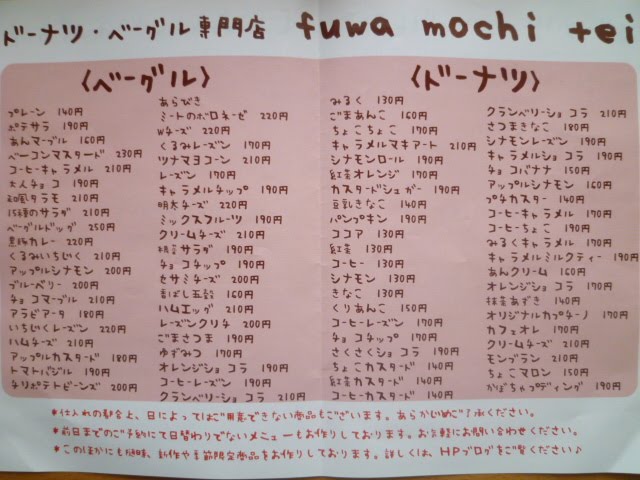 ドーナツ・ベーグル専門店 fuwa mochi tei
〈ベーグル〉
プレーン 140円
ポテサラ 190円
あんマーブル 160円
ベーコンマスタード 230円
コーヒーキャラメル 210円
大人チョコ 190円
和風タラモ 210円
15種のサラダ 210円
ベーグルドッグ 250円
黒豚カレー 220円
くるみいちじく 210円
アップルシナモン 200円
ブルーベリー 200円
チョコマーブル 210円
アラビアータ 180円
いちじくレーズン 220円
ハムチーズ 210円
アップルカスタード 180円
トマトバジル 190円
チリポテトビーンズ 200円
あらびき
ミートのボロネーゼ 220円
Wチーズ 220円
くるみレーズン 170円
ツナマヨコーン 210円
レーズン 170円
キャラメルチップ 190円
明太チーズ 220円
ミックスフルーツ 190円
クリームチーズ 210円
サラダ 190円
チョコチップ 190円
セサミチーズ 200円
香ばし五穀 160円
ハムエッグ 210円
レーズンクリチ 200円
ごまさつま 190円
ゆずみつ 170円
オレンジショコラ 190円
コーヒーレーズン 190円
クランベリーショコラ 210円
〈ドーナツ〉
みるく 130円
ごまあんこ 160円
ちょこちょこ 170円
キャラメルマキアート 210円
シナモンロール 190円
紅茶オレンジ 170円
カスタードシュガー 190円
豆乳きなこ 140円
パンプキン 190円
ココア 130円
紅茶 130円
コーヒー 130円
シナモン 130円
きなこ 130円
くりあんこ 150円
コーヒーレーズン 170円
チョコチップ 170円
さくさくショコラ 190円
ちょこカスタード 140円
紅茶カスタード 140円
コーヒーカスタード 140円
クランベリーショコラ 210円
さつまきなこ 180円
シナモンレーズン 190円
キャラメルショコラ 190円
チョコバナナ 150円
アップルシナモン 160円
プチカスタード 140円
コーヒーキャラメル 170円
コーヒーちょこ 190円
みるくキャラメル 170円
キャラメルミルクティー 190円
あんクリーム 160円
オレンジショコラ 170円
抹茶あずき 140円
オリジナルカプチーノ 170円
カフェオレ 170円
クリームチーズ 210円
モンブラン 210円
ちょこマロン 150円
かぼちゃプディング 190円
*仕入れの都合上、日によってはご用意できない商品もございます。あらかじめご了承ください。
*前日までのご予約にて日替わりでないメニューもお作りしております。お気軽にお問い合わせください。
*このほかにも随時、新作や季節限定商品をお作りしております。詳しくは、HPブログをご覧ください♪